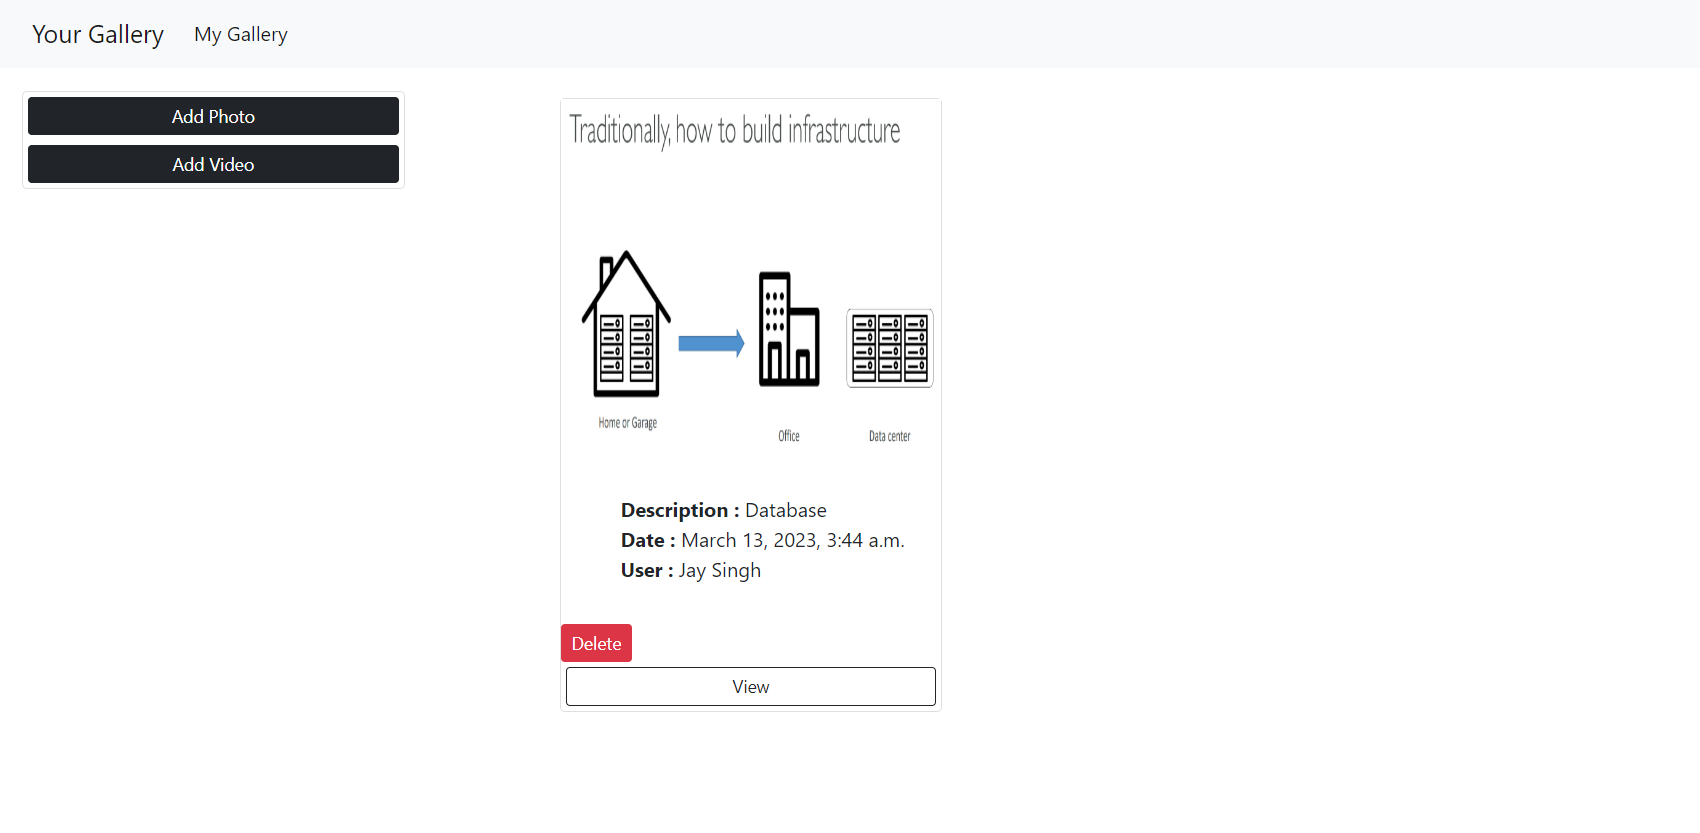 Your Gallery My Gallery
Add Photo
Add Video
Traditionally, how to build infrastructure
Home or Garage
Office
Data center
Description : Database
Date : March 13, 2023, 3:44 a.m.
User : Jay Singh
Delete
View